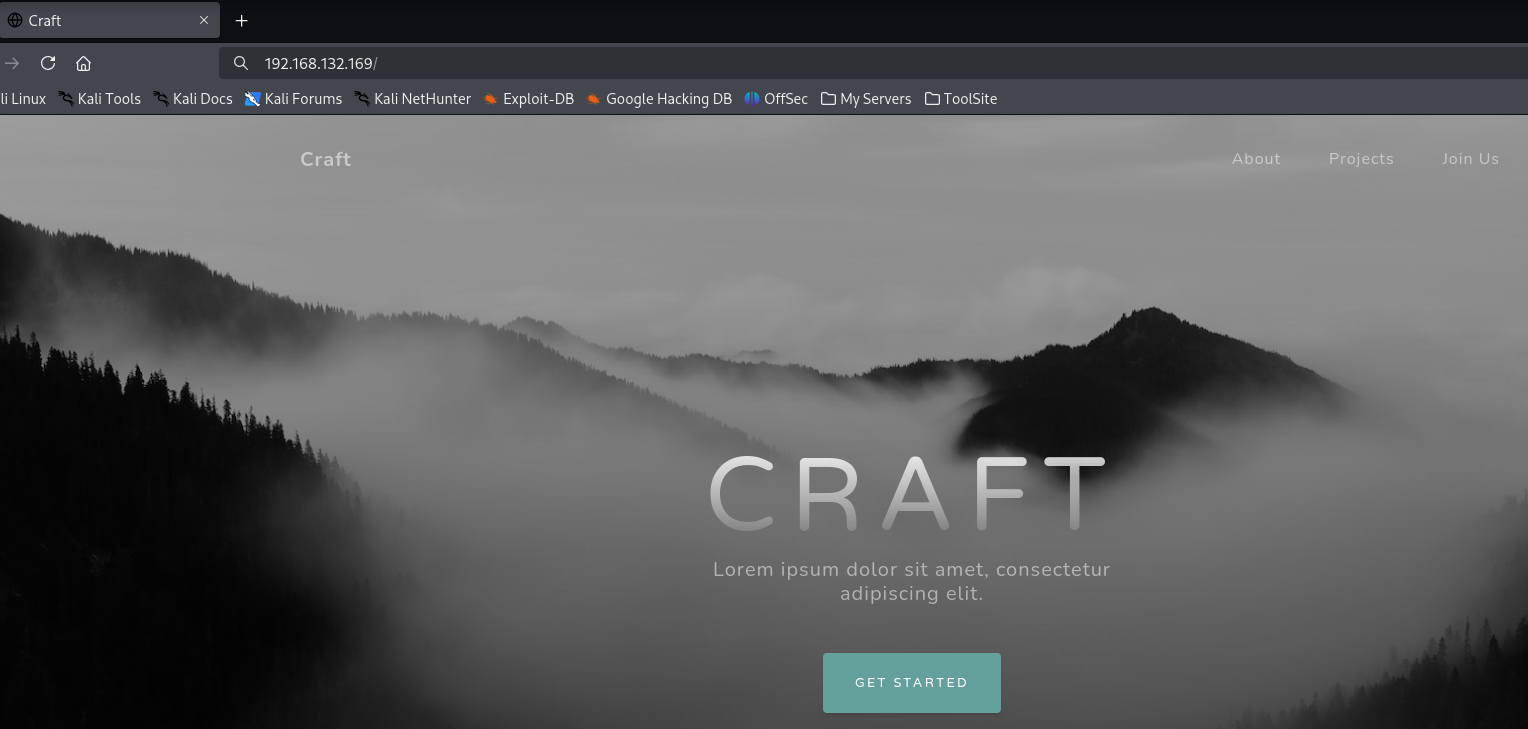 Craft
192.168.132.169/
li Linux Kali Tools Kali Docs Kali Forums Kali NetHunter Exploit-DB Google Hacking DB OffSec My Servers ToolSite
Craft About Projects Join Us
CRAFT
Lorem ipsum dolor sit amet, consectetur
adipiscing elit.
GET STARTED